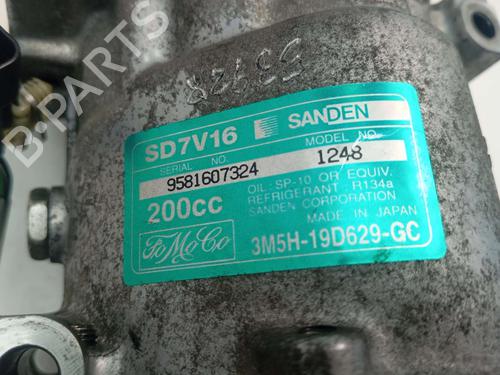 B-PARTS
53928
SD7V16 SANDEN
SERIAL NO. MODEL NO.
9581607324 1248
200cc OIL : SP-10 OR EQUIV.
REFRIGERANT : R134a
SANDEN CORPORATION
MADE IN JAPAN
FoMoCo 3M5H-19D629-GC